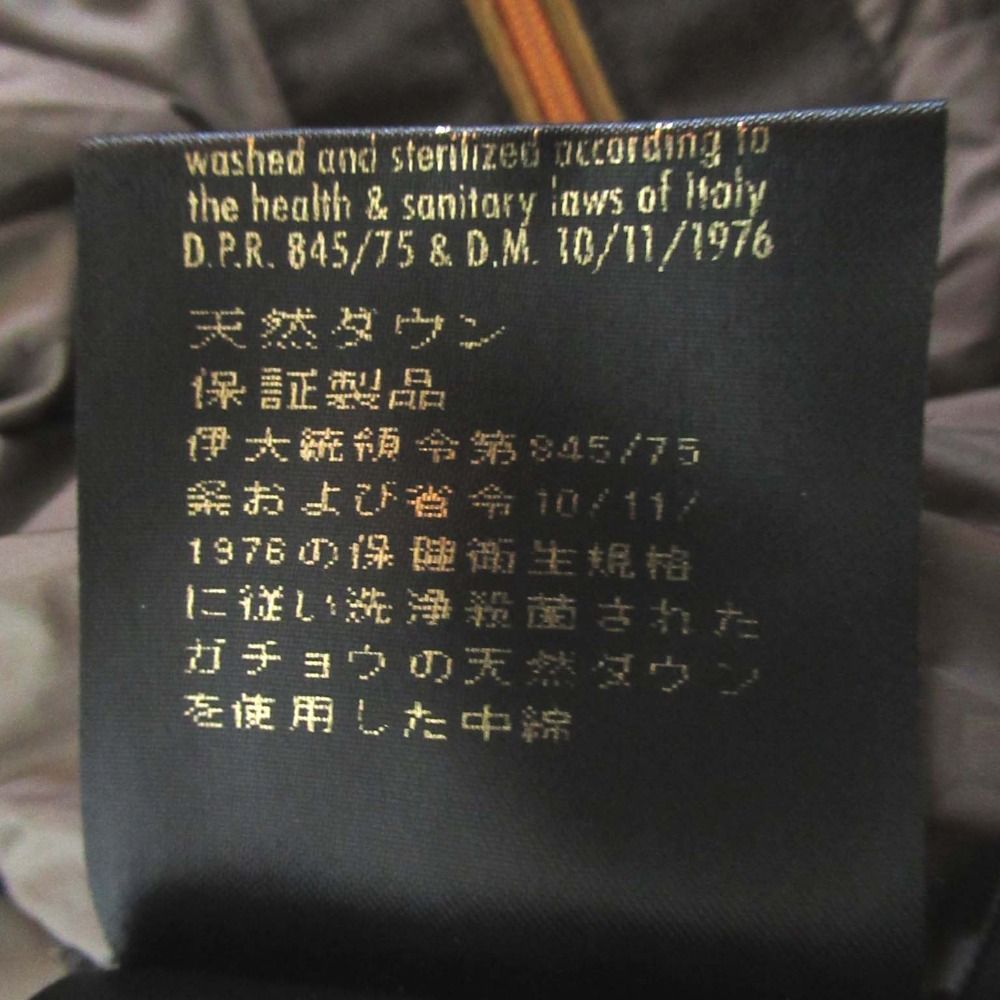 washed and sterilized according to
the health & sanitary laws of Italy
D.P.R. 845/75 & D.M. 10/11/1976
天然ダウン
保証製品
伊大統領令第845/75
条および省令10/11/
1976の保健衛生規格
に従い洗浄殺菌された
ガチョウの天然ダウン
を使用した中綿